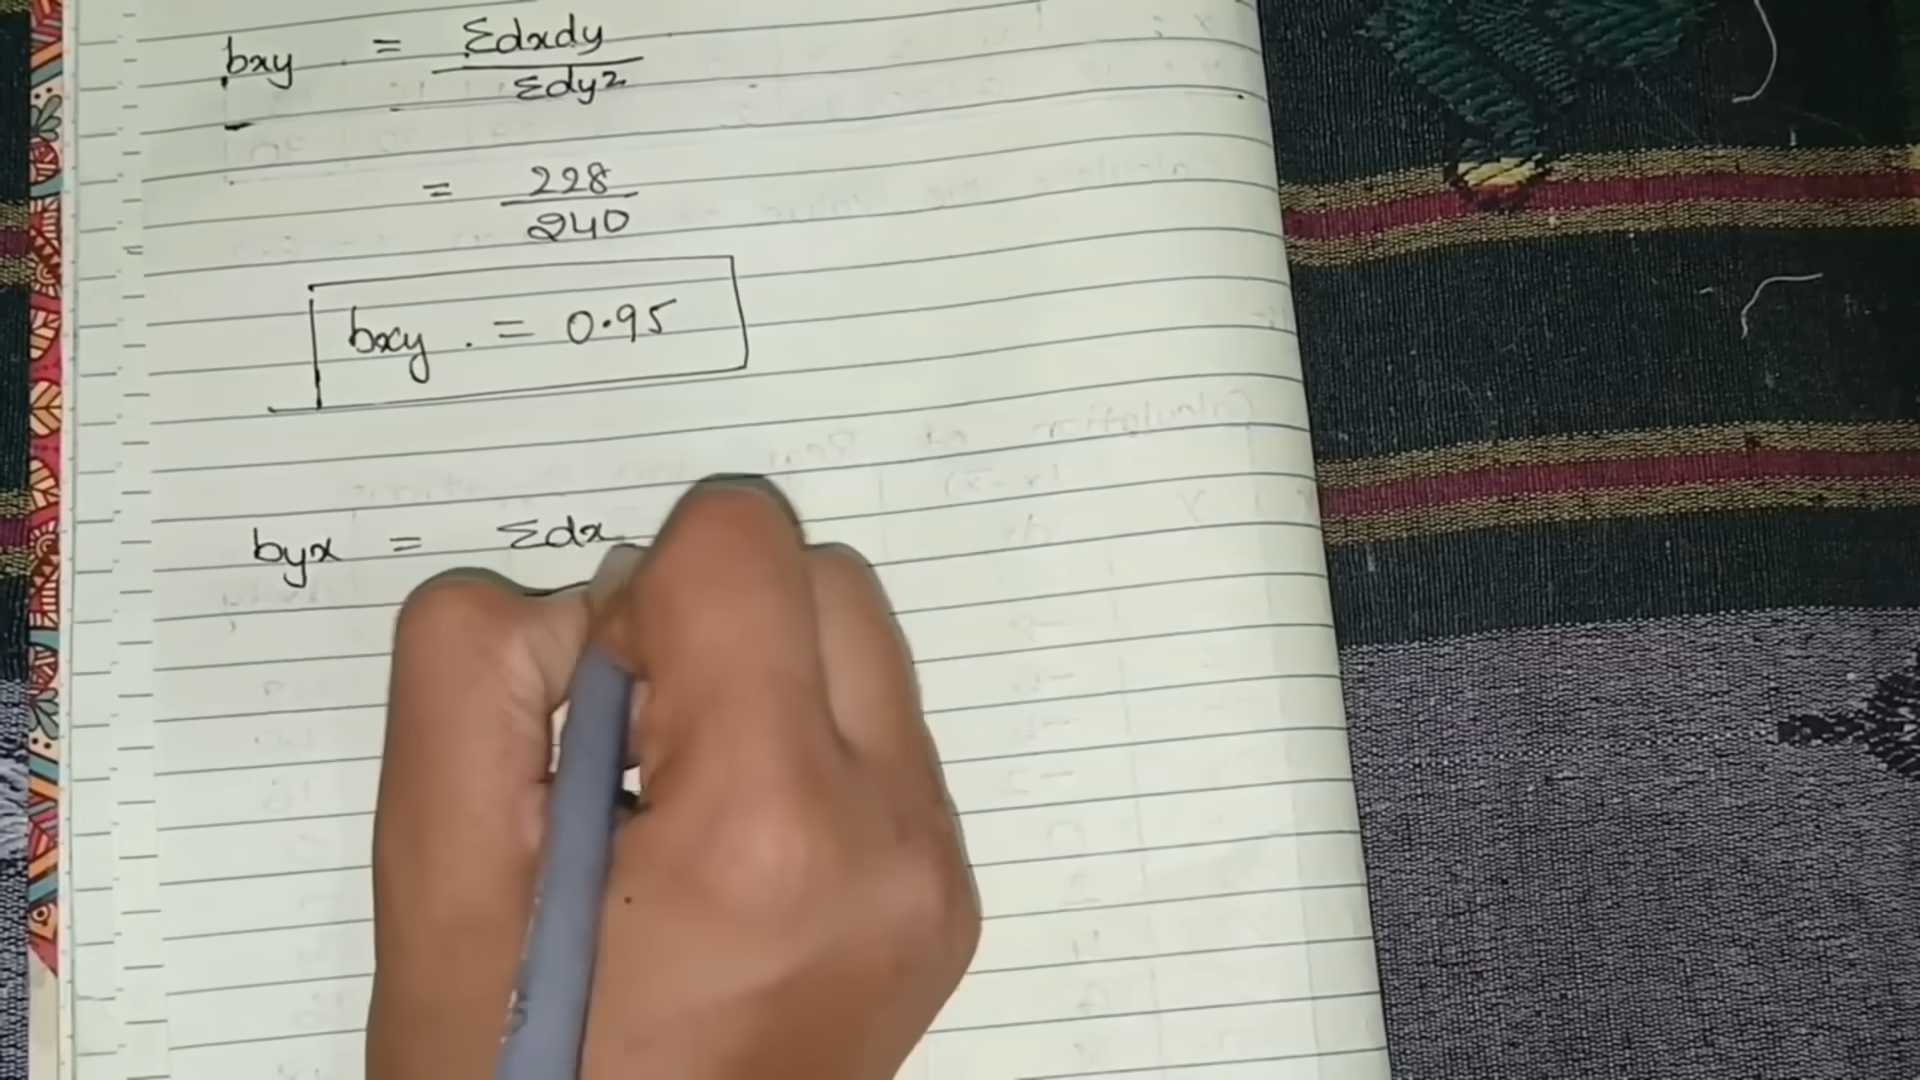 bxy = Σdxdy
Σdy²
= 228
240
bxy . = 0.95
byx = Σdx